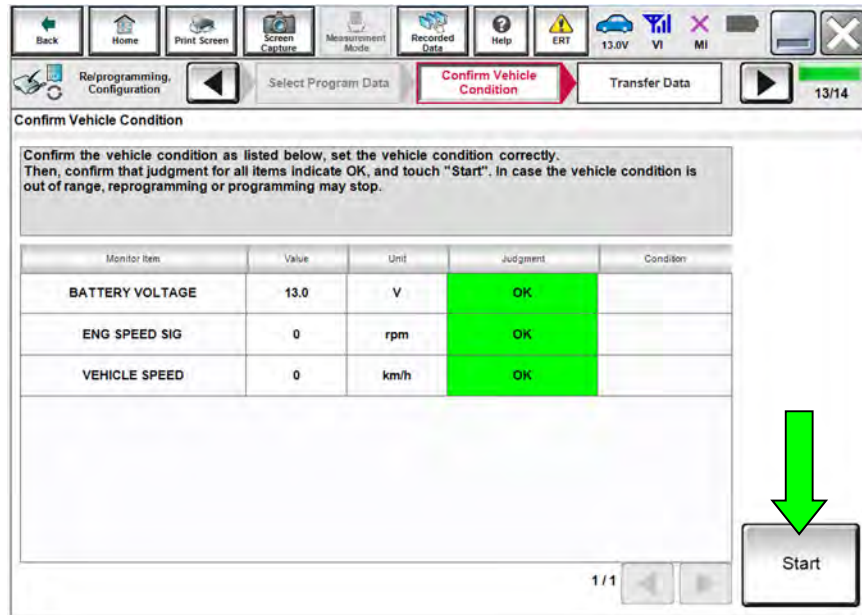 Back
Home
Print Screen
Screen
Capture
Measurement
Mode
Recorded
Data
Help
ERT
13.0V
VI
MI
Re/programming,
Configuration
Select Program Data
Confirm Vehicle
Condition
Transfer Data
13/14
Confirm Vehicle Condition
Confirm the vehicle condition as listed below, set the vehicle condition correctly.
Then, confirm that judgment for all items indicate OK, and touch "Start". In case the vehicle condition is
out of range, reprogramming or programming may stop.
Monitor Item Value Unit Judgment Condition
BATTERY VOLTAGE 13.0 V OK
ENG SPEED SIG 0 rpm OK
VEHICLE SPEED 0 km/h OK
Start
1/1